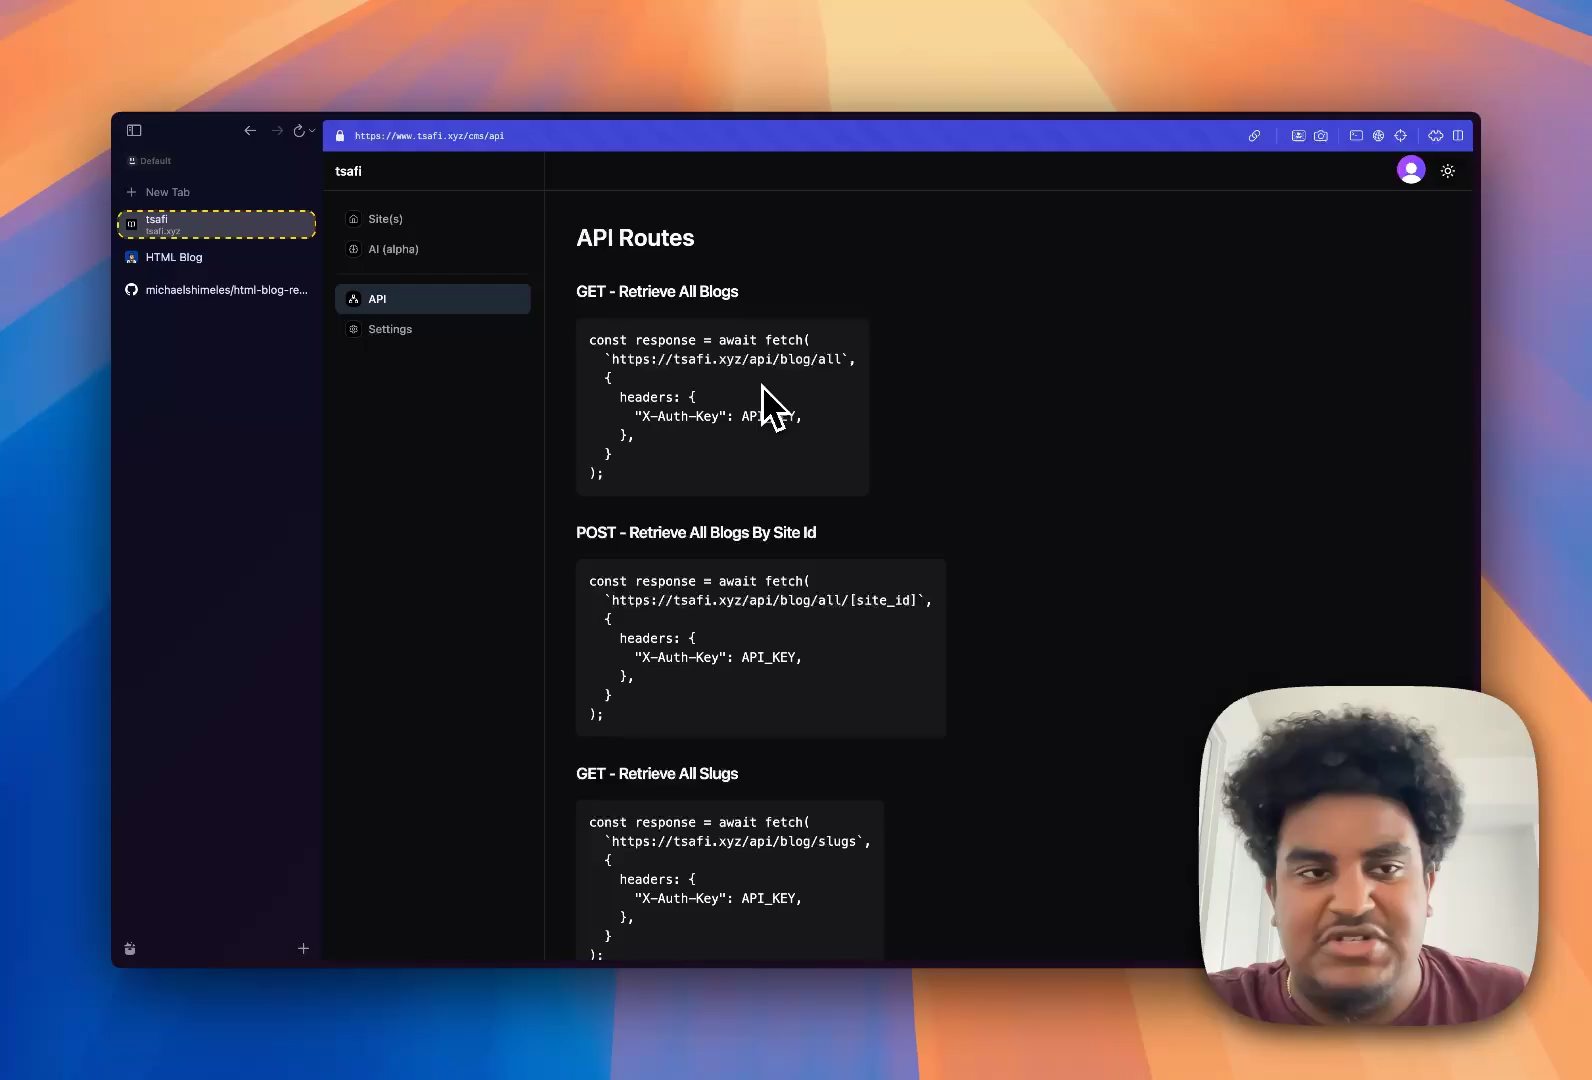 https://www.tsafi.xyz/cms/api
Default
New Tab
tsafi
tsafi.xyz
HTML Blog
michaelshimeles/html-blog-re...
tsafi
Site(s)
AI (alpha)
API
Settings
API Routes
GET - Retrieve All Blogs
const response = await fetch(
`https://tsafi.xyz/api/blog/all`,
{
headers: {
"X-Auth-Key": API_KEY,
},
}
);
POST - Retrieve All Blogs By Site Id
const response = await fetch(
`https://tsafi.xyz/api/blog/all/[site_id]`,
{
headers: {
"X-Auth-Key": API_KEY,
},
}
);
GET - Retrieve All Slugs
const response = await fetch(
`https://tsafi.xyz/api/blog/slugs`,
{
headers: {
"X-Auth-Key": API_KEY,
},
}
);